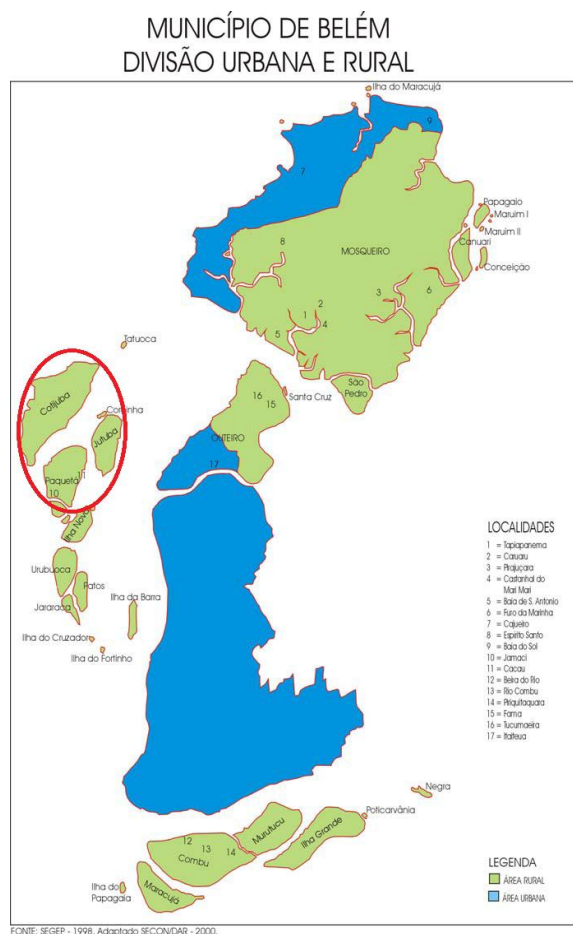 MUNICÍPIO DE BELÉM
DIVISÃO URBANA E RURAL
Ilha do Maracujá
9
7
Papagaio
Maruim I
Maruim II
Canuari
Conceição
8
MOSQUEIRO
3
6
2
1
4
5
Tatuoca
São
Pedro
Santa Cruz
16
15
OUTEIRO
17
Cotijuba
Jutuba
11
Paquetá
10
Ilha Nova
Urubuoca
Patos
Jararaca
Ilha da Barra
Ilha do Cruzador
Ilha do Fortinho
LOCALIDADES
1 = Tapiapanema
2 = Caruaru
3 = Pirajuçara
4 = Castanhal do
Mari Mari
5 = Baia de S. Antonio
6 = Furo da Marinha
7 = Cajueiro
8 = Espirito Santo
9 = Baia do Sol
10 = Jamaci
11 = Cacau
12 = Beira do Rio
13 = Rio Combu
14 = Piriquitaquara
15 = Fama
16 = Tucumaeira
17 = Itaiteua
Negra
Poticarvânia
Murutucu
Ilha Grande
12
13
14
Combu
Maracujá
Ilha do
Papagaia
LEGENDA
ÁREA RURAL
ÁREA URBANA
FONTE: SEGEP - 1998. Adaptado SECON/DAR - 2000.